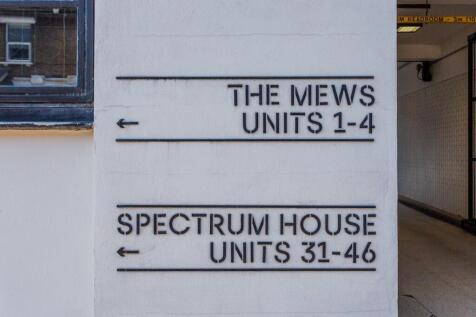 THE MEWS
← UNITS 1-4
SPECTRUM HOUSE
← UNITS 31-46